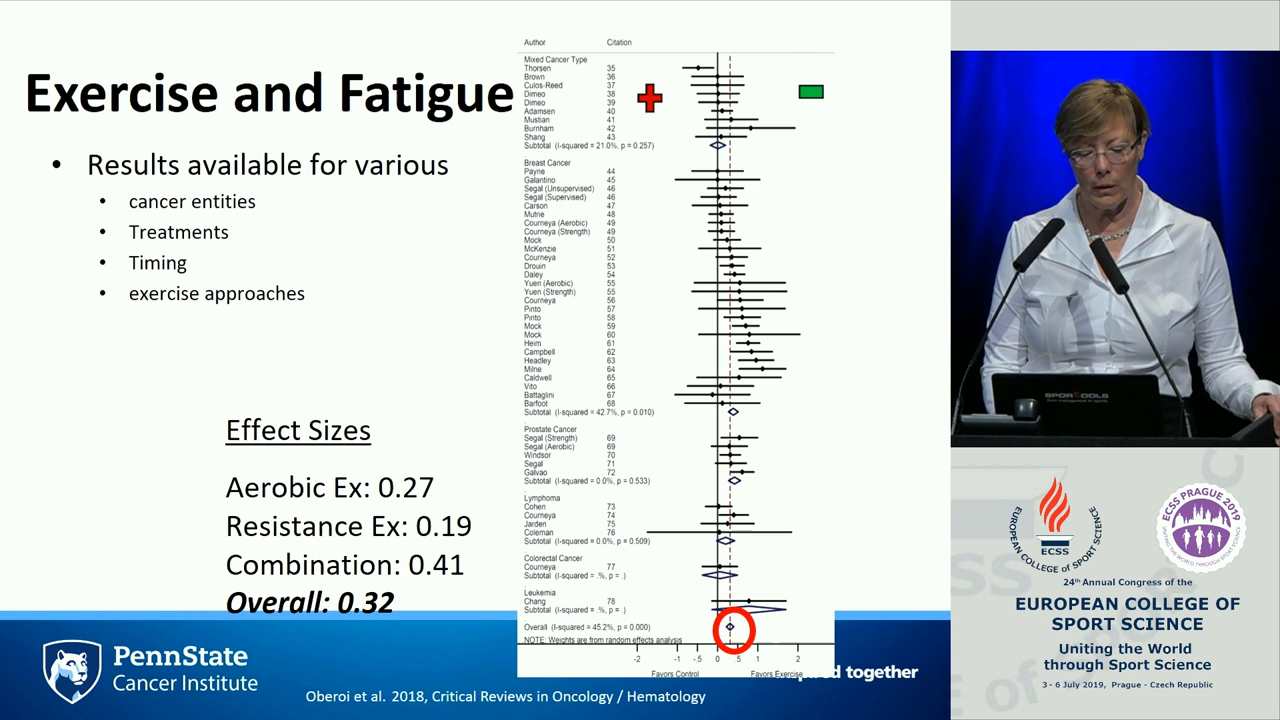 Exercise and Fatigue
• Results available for various
• cancer entities
• Treatments
• Timing
• exercise approaches
Effect Sizes
Aerobic Ex: 0.27
Resistance Ex: 0.19
Combination: 0.41
Overall: 0.32
Author Citation
Mixed Cancer Type
Thorsen 35
Brown 36
Culos-Reed 37
Dimeo 38
Dimeo 39
Adamsen 40
Mustian 41
Burnham 42
Shang 43
Subtotal (I-squared = 21.0%, p = 0.257)
Breast Cancer
Payne 44
Galantino 45
Segal (Unsupervised) 46
Segal (Supervised) 46
Carson 47
Mutrie 48
Courneya (Aerobic) 49
Courneya (Strength) 49
Mock 50
McKenzie 51
Courneya 52
Drouin 53
Daley 54
Yuen (Aerobic) 55
Yuen (Strength) 55
Courneya 56
Pinto 57
Pinto 58
Mock 59
Mock 60
Heim 61
Campbell 62
Headley 63
Milne 64
Caldwell 65
Vito 66
Battaglini 67
Barfoot 68
Subtotal (I-squared = 42.7%, p = 0.010)
Prostate Cancer
Segal (Strength) 69
Segal (Aerobic) 69
Windsor 70
Segal 71
Galvao 72
Subtotal (I-squared = 0.0%, p = 0.533)
Lymphoma
Cohen 73
Courneya 74
Jarden 75
Coleman 76
Subtotal (I-squared = 0.0%, p = 0.509)
Colorectal Cancer
Courneya 77
Subtotal (I-squared = .%, p = .)
Leukemia
Chang 78
Subtotal (I-squared = .%, p = .)
Overall (I-squared = 45.2%, p = 0.000)
NOTE: Weights are from random effects analysis
-2 -1 -.5 0 .5 1 2
Favors Control Favors Exercise
PennState
Cancer Institute
together
Oberoi et al. 2018, Critical Reviews in Oncology / Hematology
SPORTOOLS
EUROPEAN COLLEGE OF SPORT SCIENCE
ECSS
ECSS PRAGUE 2019
UNITING THE WORLD THROUGH SPORT SCIENCE
24th Annual Congress of the
EUROPEAN COLLEGE OF
SPORT SCIENCE
Uniting the World
through Sport Science
3 - 6 July 2019, Prague - Czech Republic